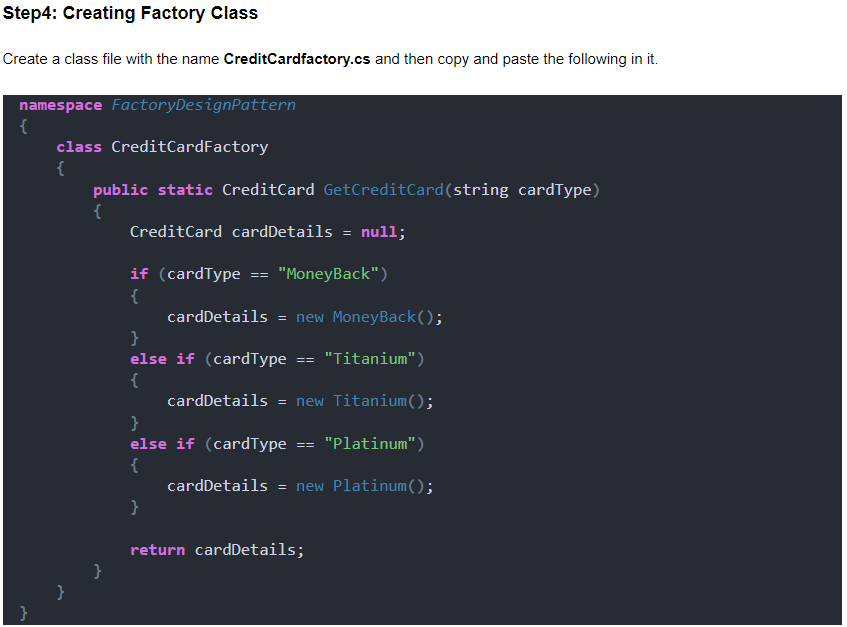 Step4: Creating Factory Class
Create a class file with the name CreditCardfactory.cs and then copy and paste the following in it.
namespace FactoryDesignPattern
{
    class CreditCardFactory
    {
        public static CreditCard GetCreditCard(string cardType)
        {
            CreditCard cardDetails = null;

            if (cardType == "MoneyBack")
            {
                cardDetails = new MoneyBack();
            }
            else if (cardType == "Titanium")
            {
                cardDetails = new Titanium();
            }
            else if (cardType == "Platinum")
            {
                cardDetails = new Platinum();
            }

            return cardDetails;
        }
    }
}